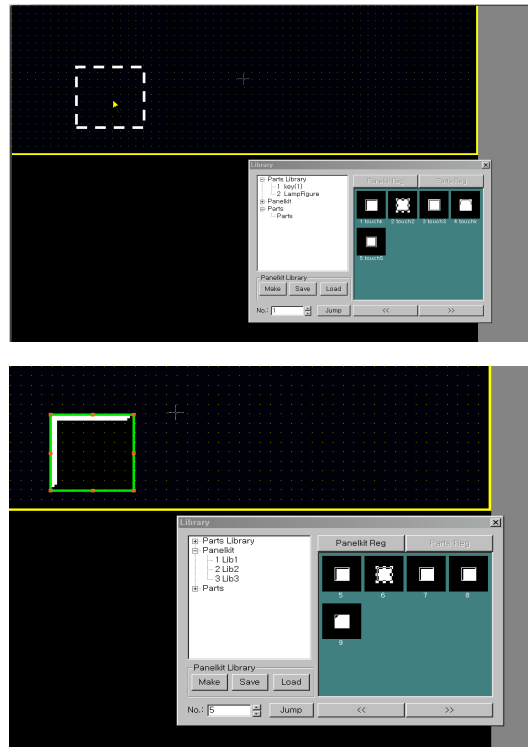 Library
Parts Library
1 key(1)
2 LampFigure
Panelkit
Parts
Parts
Panelkit Reg
Parts Reg
1 touchk
2 touch2
3 touch3
4 touchk
5 touch5
Panelkit Library
Make
Save
Load
No.: 1
Jump
<<
>>
Library
Parts Library
Panelkit
1 Lib1
2 Lib2
3 Lib3
Parts
Panelkit Reg
Parts Reg
5
6
7
8
9
Panelkit Library
Make
Save
Load
No.: 5
Jump
<<
>>